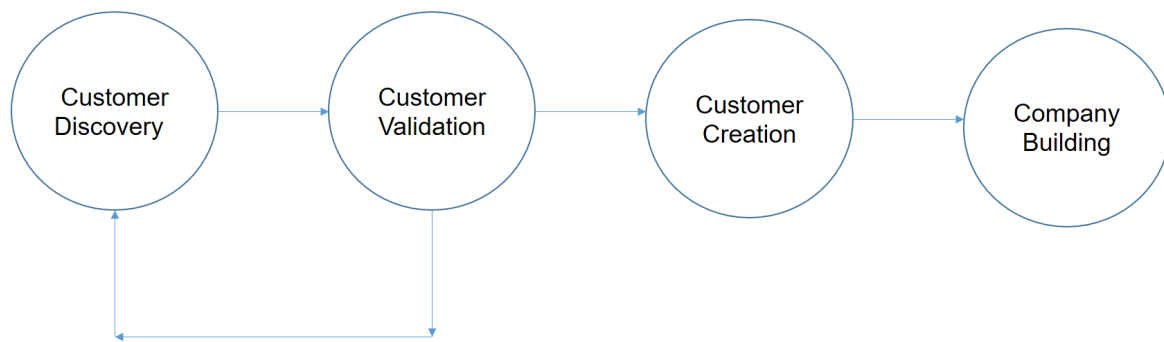 Customer
Discovery
Customer
Validation
Customer
Creation
Company
Building